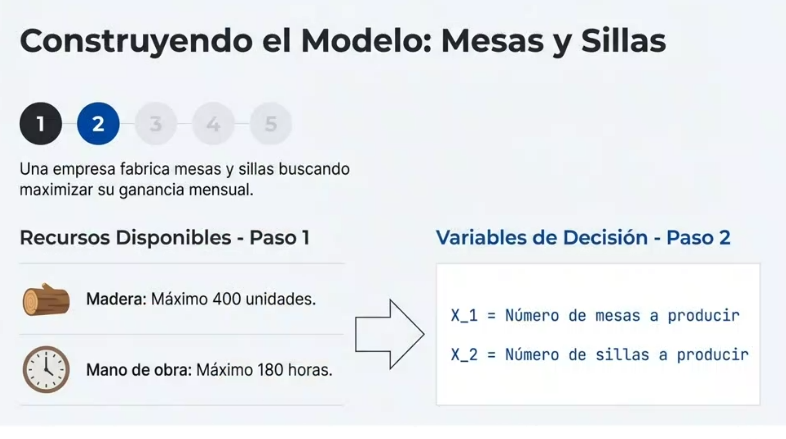 Construyendo el Modelo: Mesas y Sillas
1 2 3 4 5
Una empresa fabrica mesas y sillas buscando
maximizar su ganancia mensual.
Recursos Disponibles - Paso 1
Madera: Máximo 400 unidades.
Mano de obra: Máximo 180 horas.
Variables de Decisión - Paso 2
X_1 = Número de mesas a producir
X_2 = Número de sillas a producir